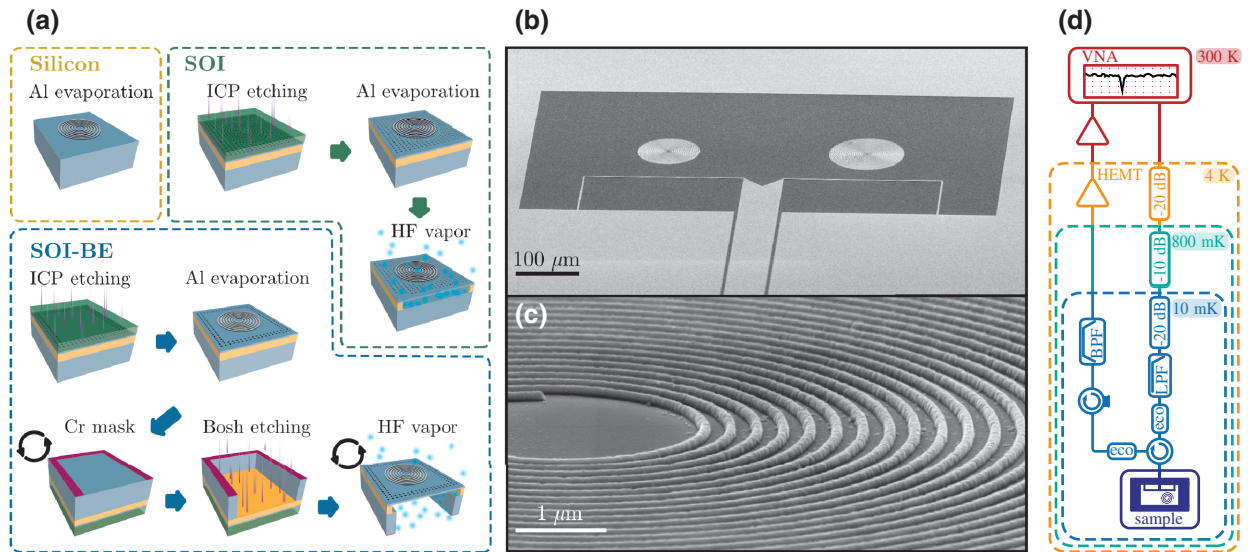 (a)
Silicon
Al evaporation
SOI
ICP etching
Al evaporation
HF vapor
SOI-BE
ICP etching
Al evaporation
Cr mask
Bosh etching
HF vapor
(b)
100 μm
(c)
1 μm
(d)
VNA
300 K
HEMT
4 K
-20 dB
800 mK
-10 dB
10 mK
-20 dB
BPF
LPF
eco
eco
sample